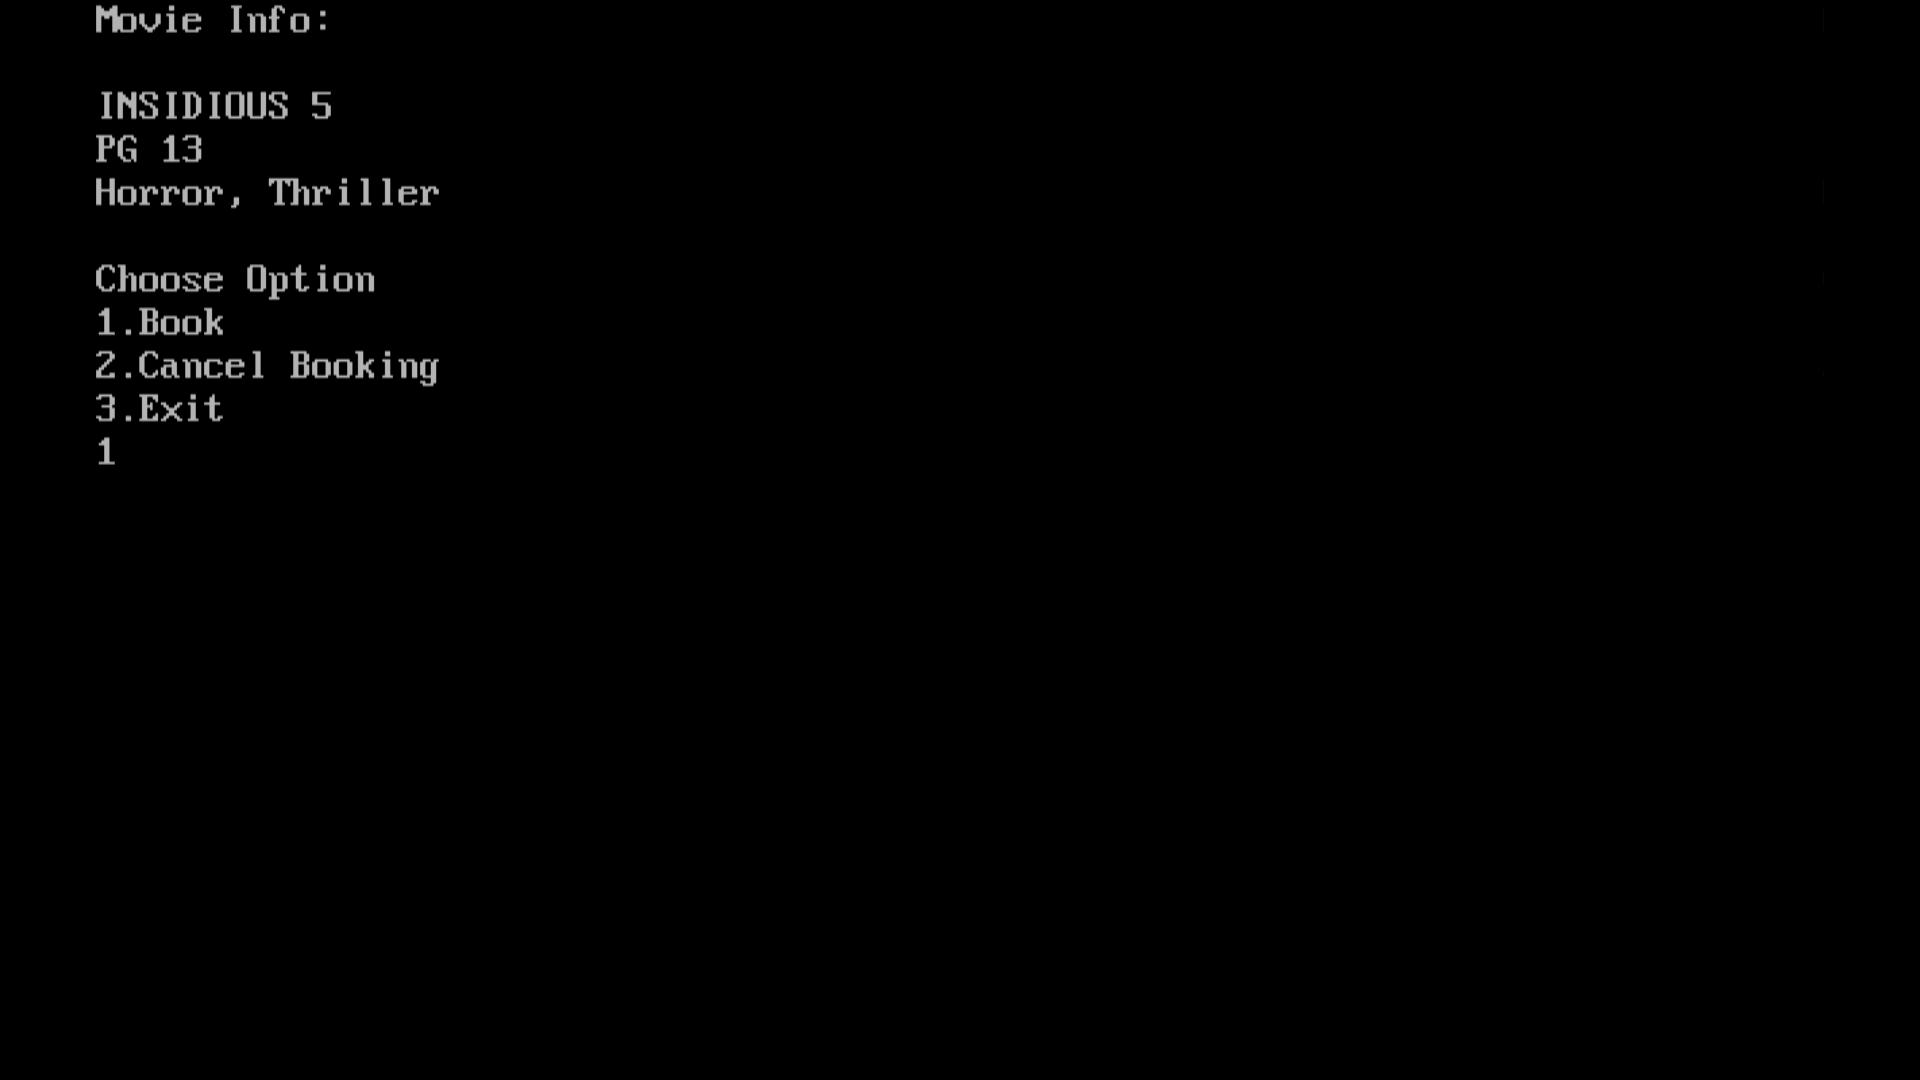 Movie Info:
INSIDIOUS 5
PG 13
Horror, Thriller
Choose Option
1.Book
2.Cancel Booking
3.Exit
1